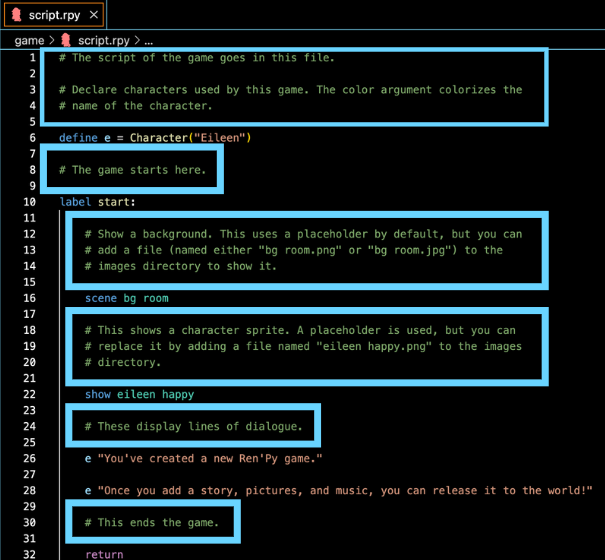 script.rpy ×
game > script.rpy > ...
1 # The script of the game goes in this file.
2
3 # Declare characters used by this game. The color argument colorizes the
4 # name of the character.
5
6 define e = Character("Eileen")
7
8 # The game starts here.
9
10 label start:
11
12 # Show a background. This uses a placeholder by default, but you can
13 # add a file (named either "bg room.png" or "bg room.jpg") to the
14 # images directory to show it.
15
16 scene bg room
17
18 # This shows a character sprite. A placeholder is used, but you can
19 # replace it by adding a file named "eileen happy.png" to the images
20 # directory.
21
22 show eileen happy
23
24 # These display lines of dialogue.
25
26 e "You've created a new Ren'Py game."
27
28 e "Once you add a story, pictures, and music, you can release it to the world!"
29
30 # This ends the game.
31
32 return